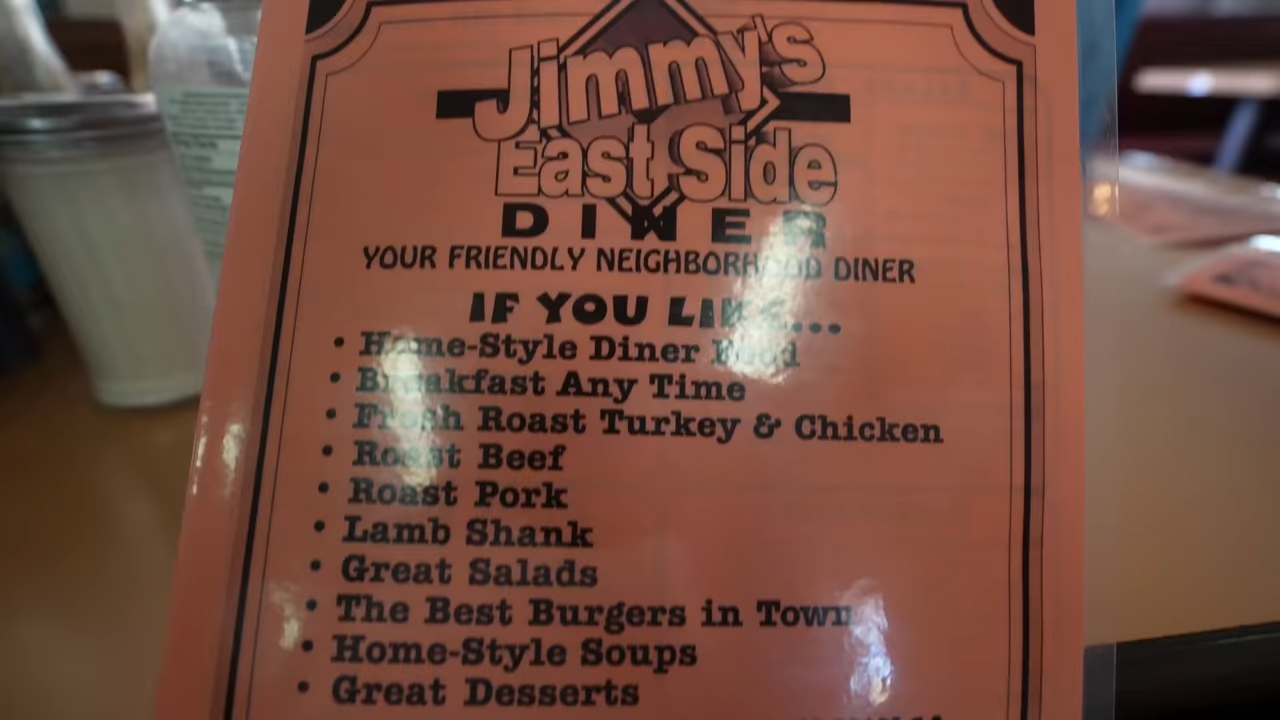 Jimmy's
East Side
DINER
YOUR FRIENDLY NEIGHBORHOOD DINER
IF YOU LIKE...
• Home-Style Diner Food
• Breakfast Any Time
• Fresh Roast Turkey & Chicken
• Roast Beef
• Roast Pork
• Lamb Shank
• Great Salads
• The Best Burgers in Town
• Home-Style Soups
• Great Desserts